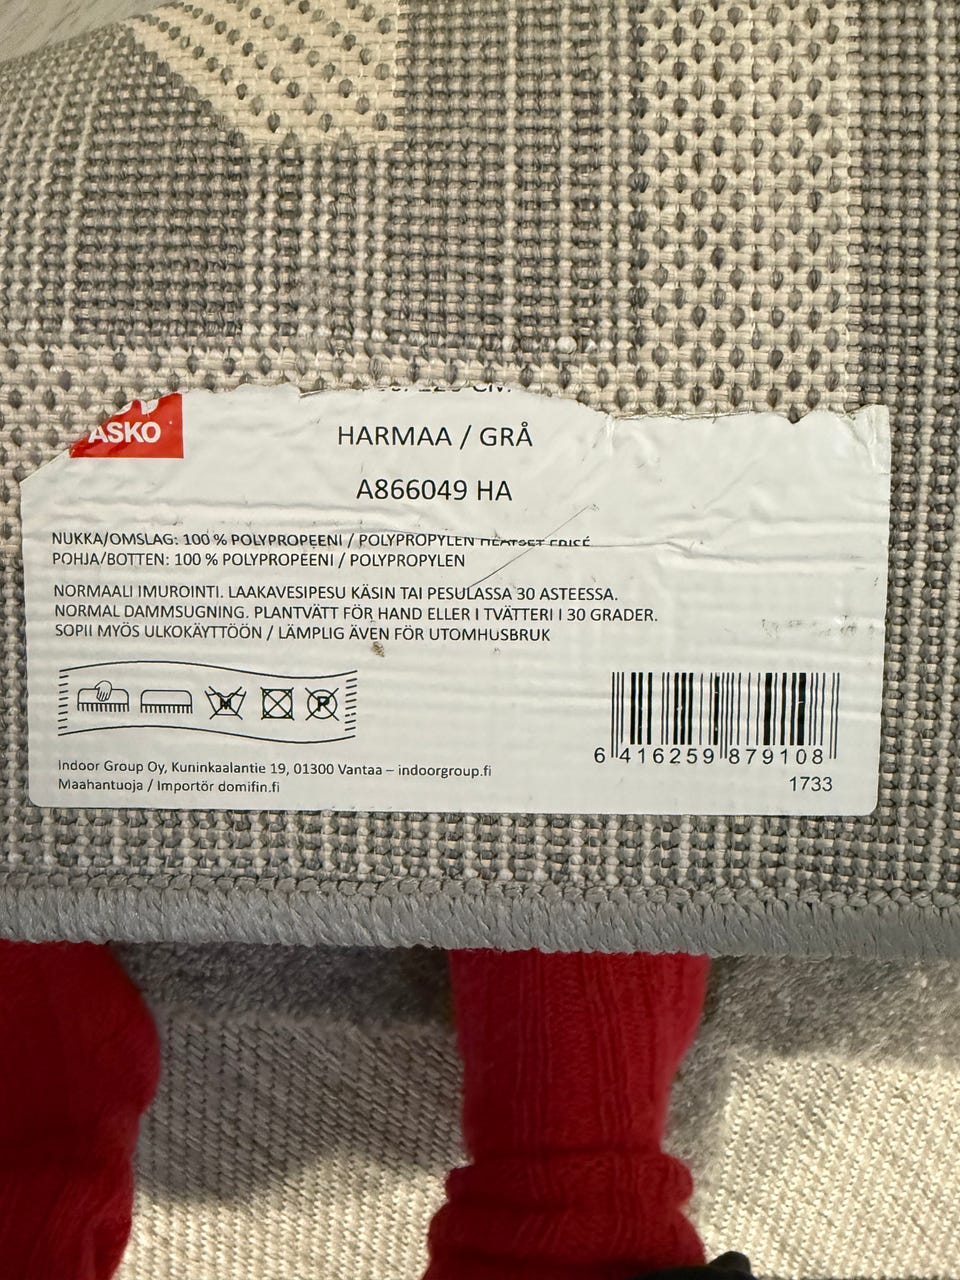 ASKO
HARMAA / GRÅ
A866049 HA
NUKKA/OMSLAG: 100 % POLYPROPEENI / POLYPROPYLEN HEATSET FRISÉ
POHJA/BOTTEN: 100 % POLYPROPEENI / POLYPROPYLEN
NORMAALI IMUROINTI. LAAKAVESIPESU KÄSIN TAI PESULASSA 30 ASTEESSA.
NORMAL DAMMSUGNING. PLANTVÄTT FÖR HAND ELLER I TVÄTTERI I 30 GRADER.
SOPII MYÖS ULKOKÄYTTÖÖN / LÄMPLIG ÄVEN FÖR UTOMHUSBRUK
M P
6 416259 879108
Indoor Group Oy, Kuninkaalantie 19, 01300 Vantaa – indoorgroup.fi
Maahantuoja / Importör domifin.fi
1733